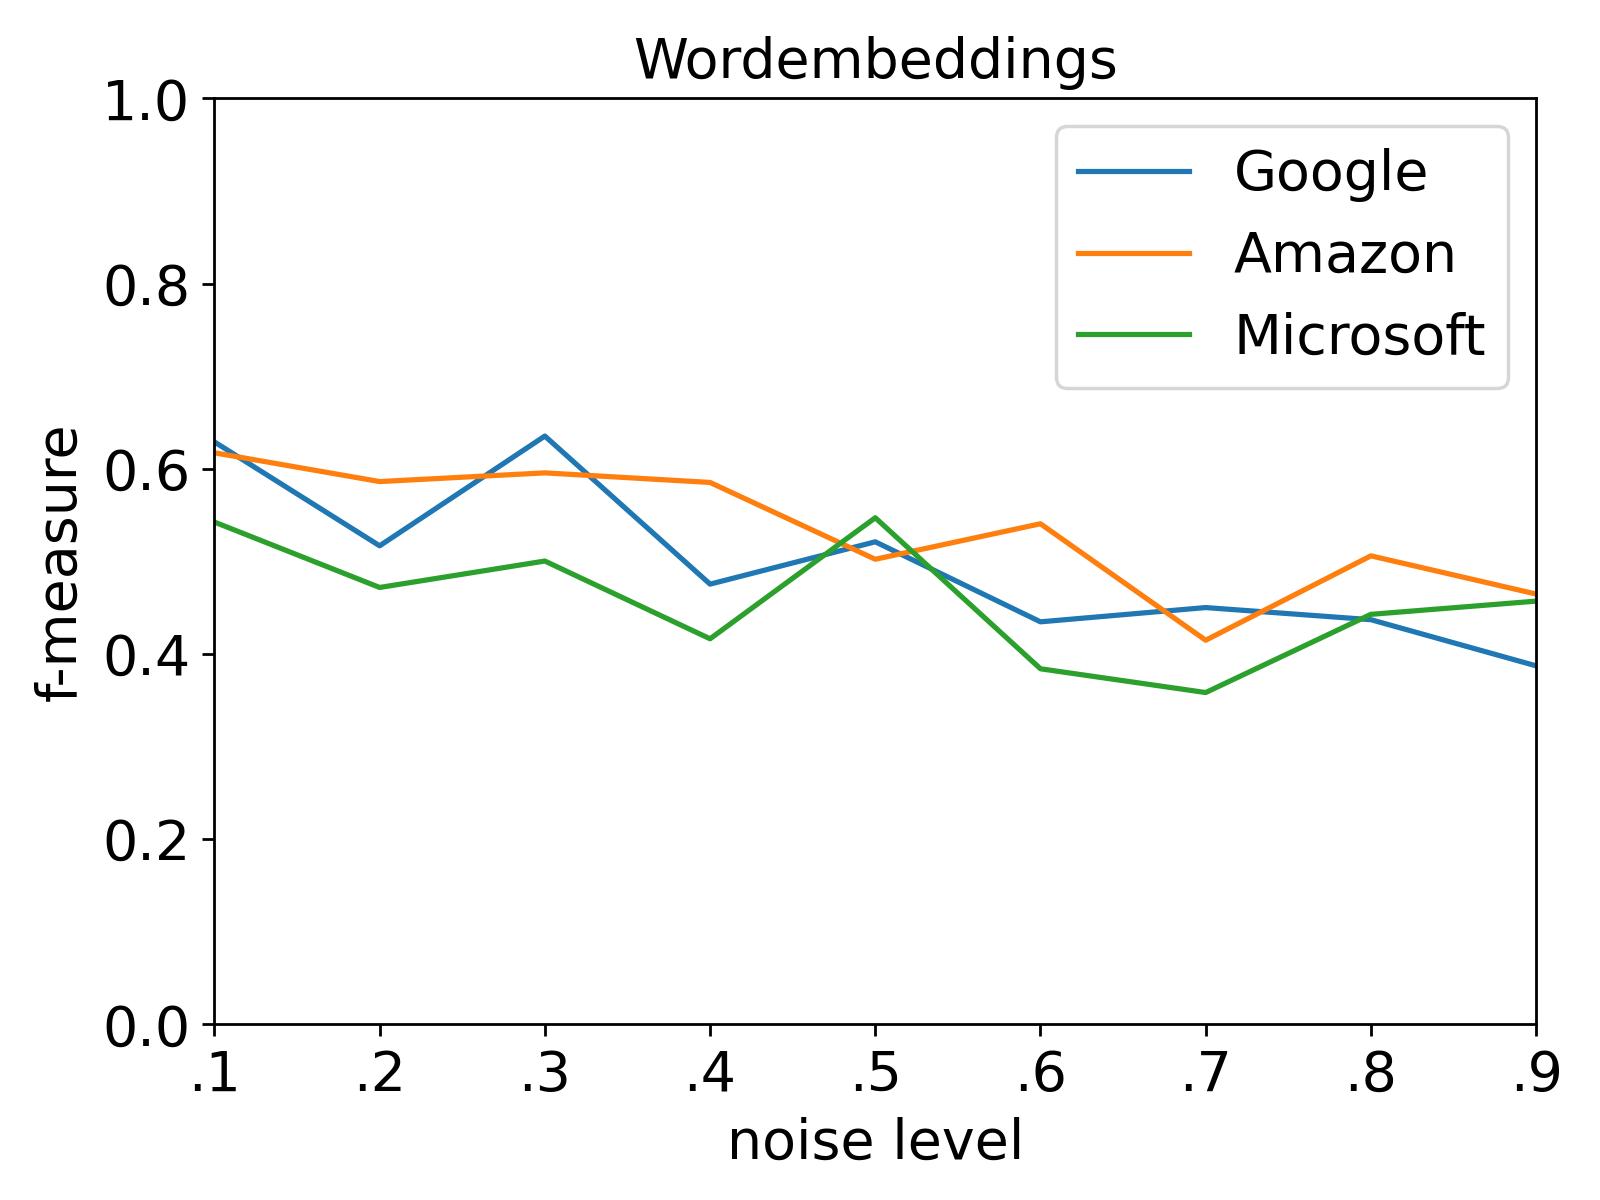 Wordembeddings
1.0
0.8
0.6
0.4
0.2
0.0
f-measure
Google
Amazon
Microsoft
.1 .2 .3 .4 .5 .6 .7 .8 .9
noise level